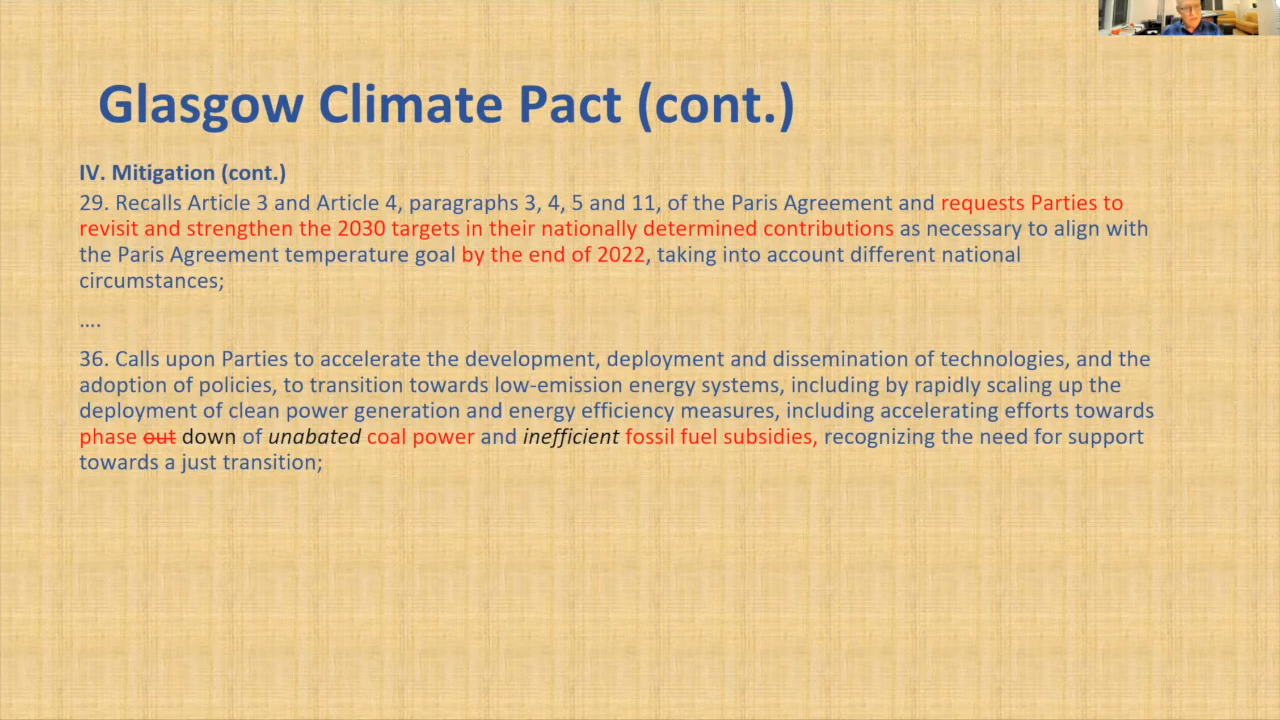 Glasgow Climate Pact (cont.)
IV. Mitigation (cont.)
29. Recalls Article 3 and Article 4, paragraphs 3, 4, 5 and 11, of the Paris Agreement and requests Parties to
revisit and strengthen the 2030 targets in their nationally determined contributions as necessary to align with
the Paris Agreement temperature goal by the end of 2022, taking into account different national
circumstances;
....
36. Calls upon Parties to accelerate the development, deployment and dissemination of technologies, and the
adoption of policies, to transition towards low-emission energy systems, including by rapidly scaling up the
deployment of clean power generation and energy efficiency measures, including accelerating efforts towards
phase out down of unabated coal power and inefficient fossil fuel subsidies, recognizing the need for support
towards a just transition;